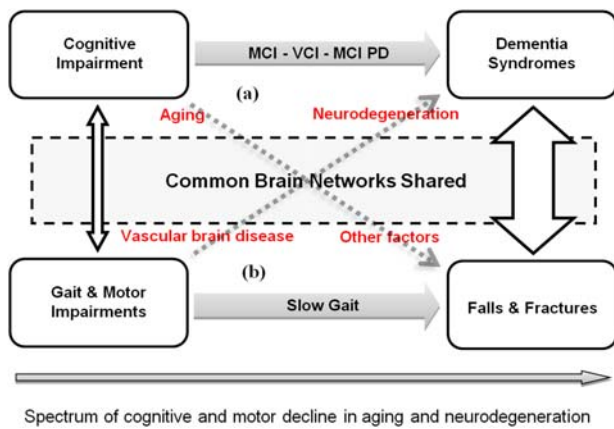 Cognitive
Impairment
MCI - VCI - MCI PD
Dementia
Syndromes
(a)
Aging
Neurodegeneration
Common Brain Networks Shared
Vascular brain disease
Other factors
(b)
Gait & Motor
Impairments
Slow Gait
Falls & Fractures
Spectrum of cognitive and motor decline in aging and neurodegeneration